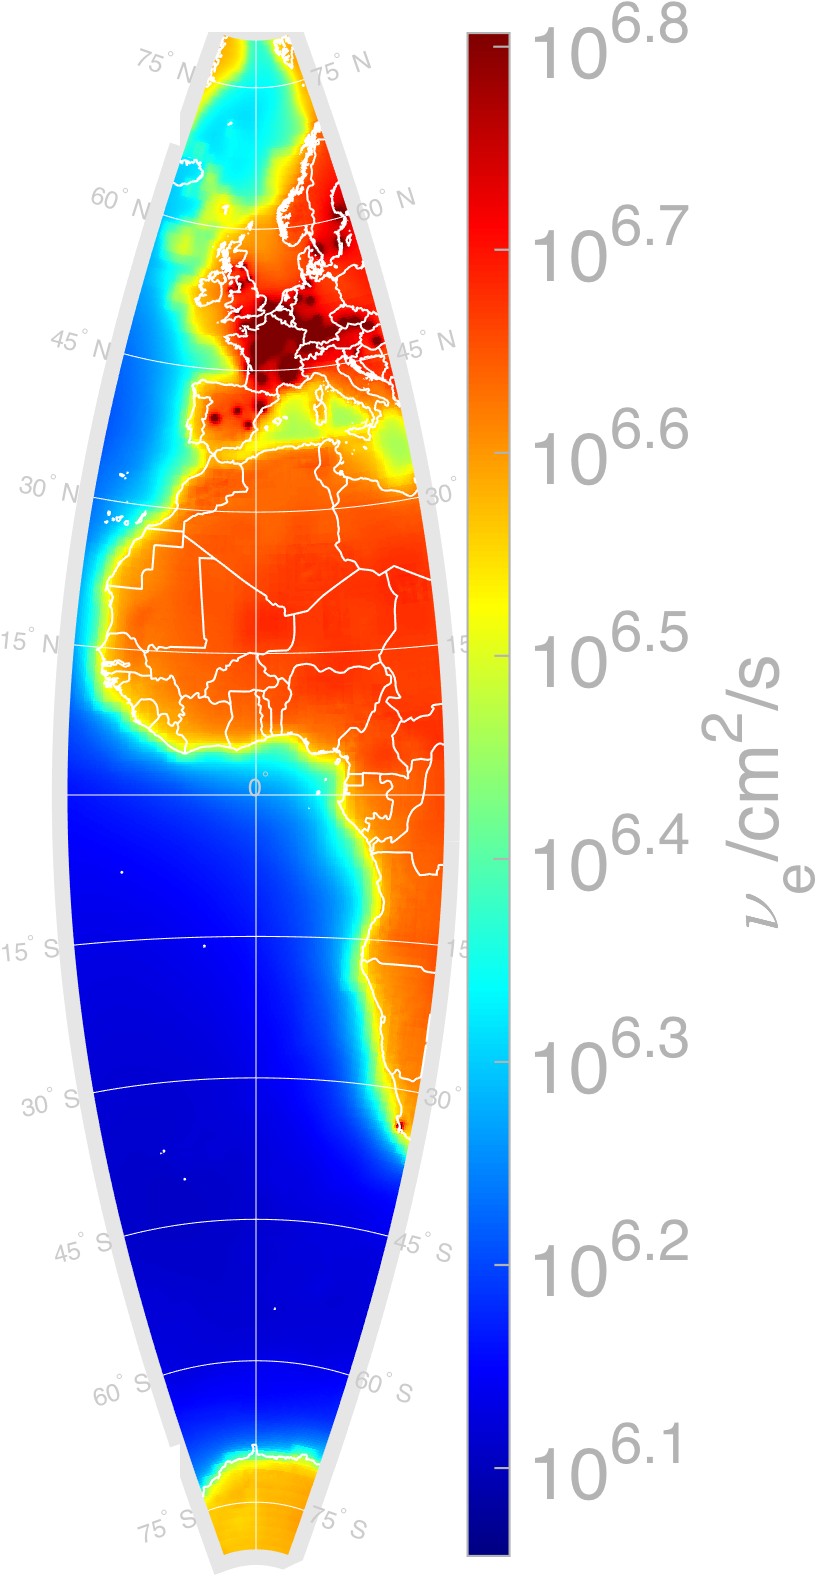 10^6.8
75° N 75° N
60° N 60° N
10^6.7
45° N 45° N
10^6.6
30° N 30°
15° N 15
10^6.5
ν_e/cm^2/s
0°
10^6.4
15° S 15
10^6.3
30° S 30°
45° S 45° S
10^6.2
60° S 60° S
10^6.1
75° S 75° S